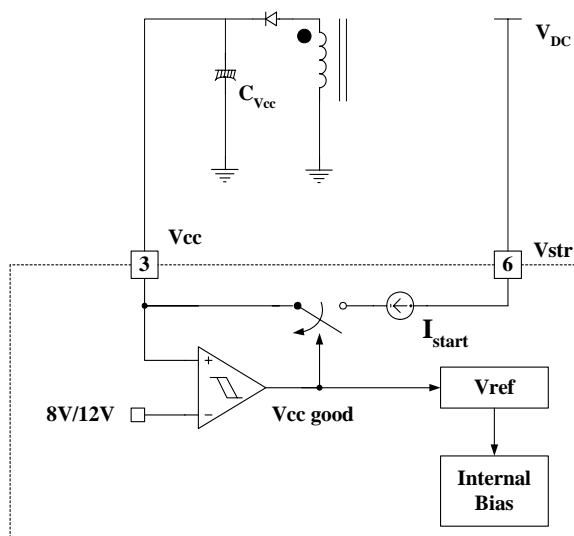 V_DC
C_Vcc
Vcc
Vstr
3
6
I_start
+
−
8V/12V
Vcc good
Vref
Internal
Bias